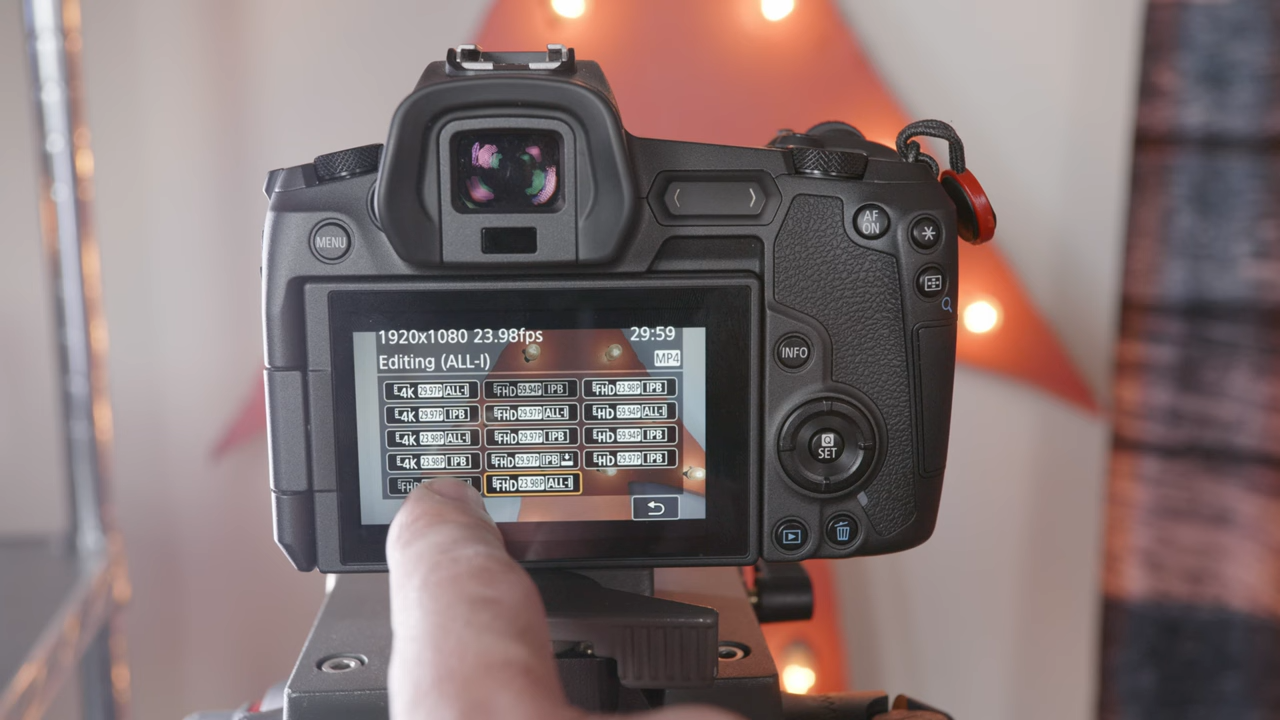 MENU
AF
ON
INFO
Q
SET
1920x1080 23.98fps 29:59
Editing (ALL-I) MP4
4K 29.97P ALL-I FHD 59.94P IPB FHD 23.98P IPB
4K 29.97P IPB FHD 29.97P ALL-I HD 59.94P ALL-I
4K 23.98P ALL-I FHD 29.97P IPB HD 59.94P IPB
4K 23.98P IPB FHD 29.97P IPB HD 29.97P IPB
FHD FHD 23.98P ALL-I